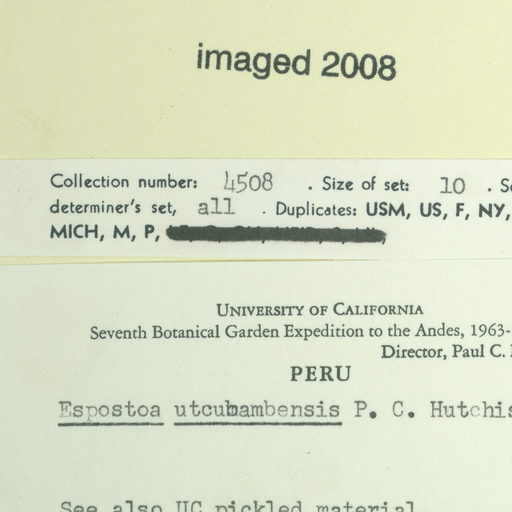 imaged 2008
Collection number: 4508 . Size of set: 10 .
determiner's set, all . Duplicates: USM, US, F, NY,
MICH, M, P,
UNIVERSITY OF CALIFORNIA
Seventh Botanical Garden Expedition to the Andes, 1963-
Director, Paul C.
PERU
Espostoa utcubambensis P. C. Hutchis
See also UC pickled material.